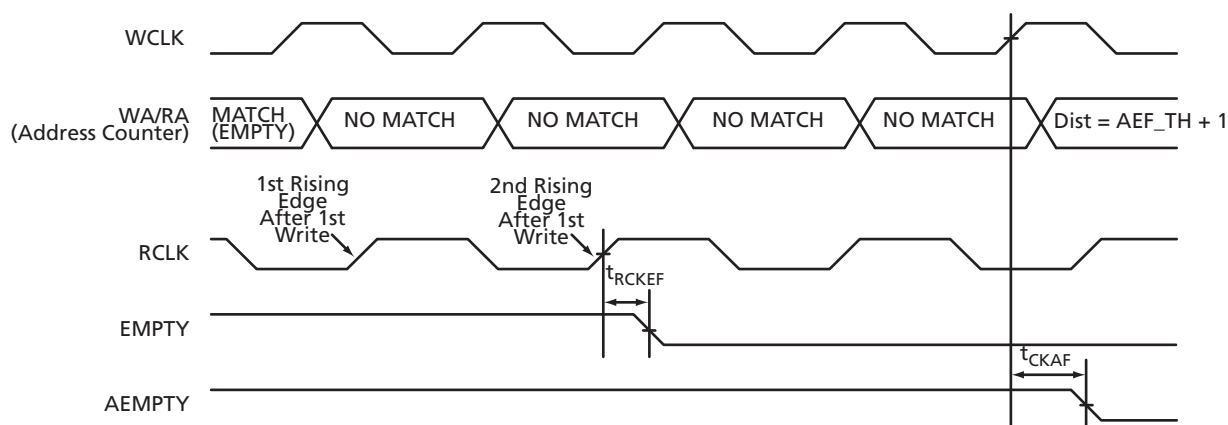 WCLK
WA/RA
(Address Counter)
MATCH
(EMPTY)
NO MATCH
NO MATCH
NO MATCH
NO MATCH
Dist = AEF_TH + 1
1st Rising
Edge
After 1st
Write
2nd Rising
Edge
After 1st
Write
RCLK
tRCKEF
EMPTY
tCKAF
AEMPTY